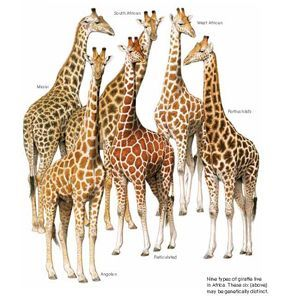 South African
West African
Masai
Rothschild's
Angolan
Reticulated
Nine types of giraffe live
in Africa. These six (above)
may be genetically distinct.